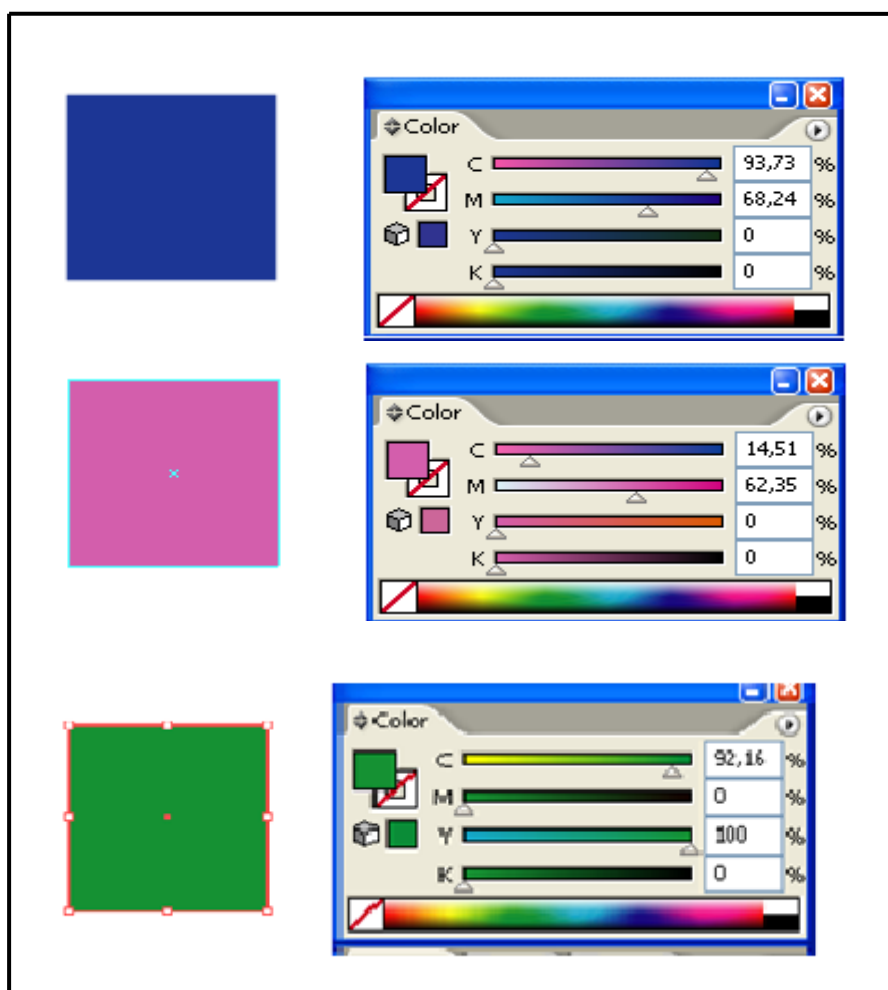 Color
C 93,73 %
M 68,24 %
Y 0 %
K 0 %
Color
C 14,51 %
M 62,35 %
Y 0 %
K 0 %
Color
C 92,16 %
M 0 %
Y 100 %
K 0 %